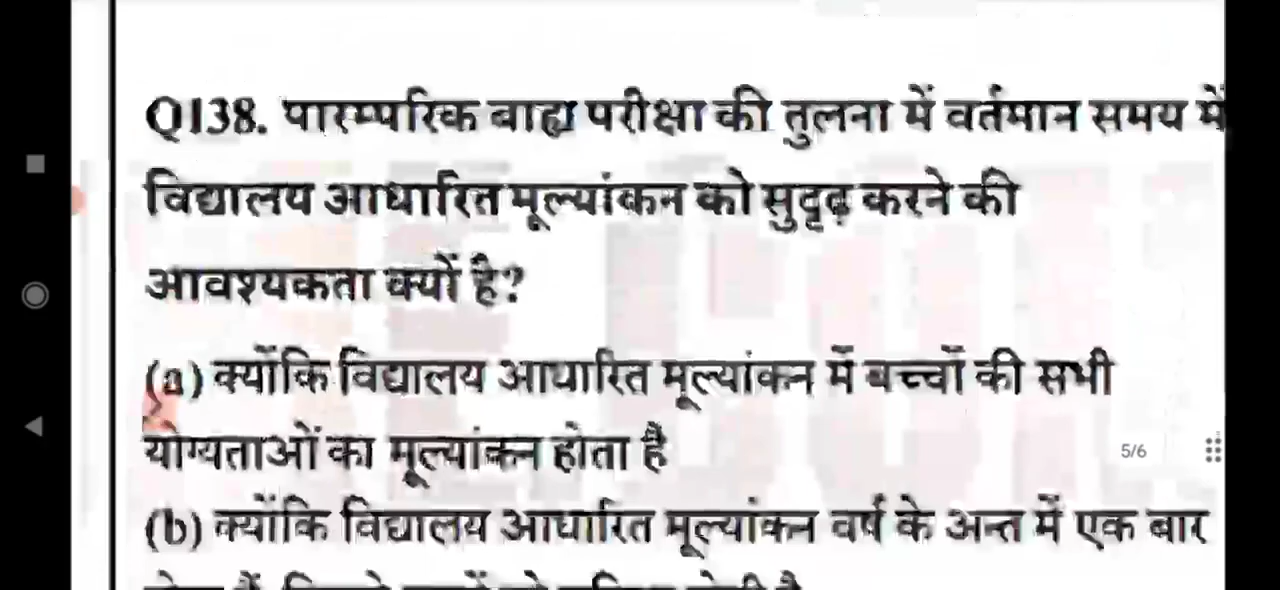 Q138. पारम्परिक बाह्य परीक्षा की तुलना में वर्तमान समय में
विद्यालय आधारित मूल्यांकन को सुदृढ़ करने की
आवश्यकता क्यों है?
(a) क्योंकि विद्यालय आधारित मूल्यांकन में बच्चों की सभी
योग्यताओं का मूल्यांकन होता है
5/6
(b) क्योंकि विद्यालय आधारित मूल्यांकन वर्ष के अन्त में एक बार